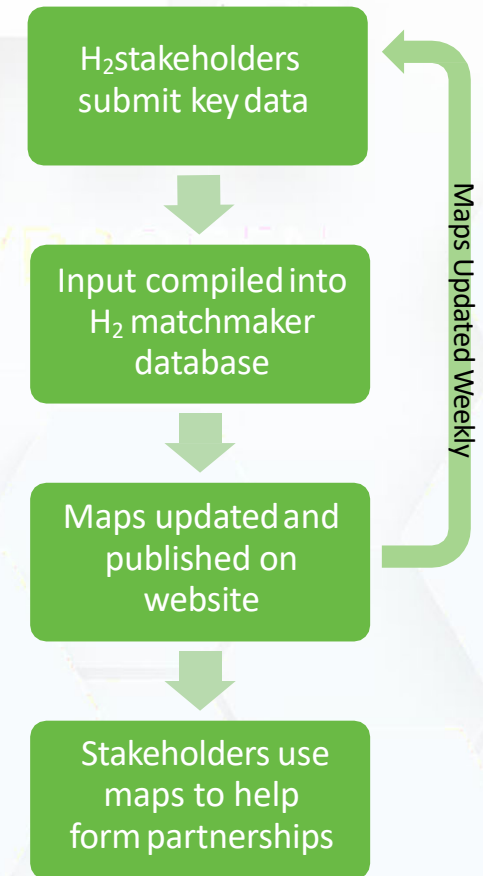 H₂stakeholders
submit key data
Input compiled into
H₂ matchmaker
database
Maps updated and
published on
website
Stakeholders use
maps to help
form partnerships
Maps Updated Weekly